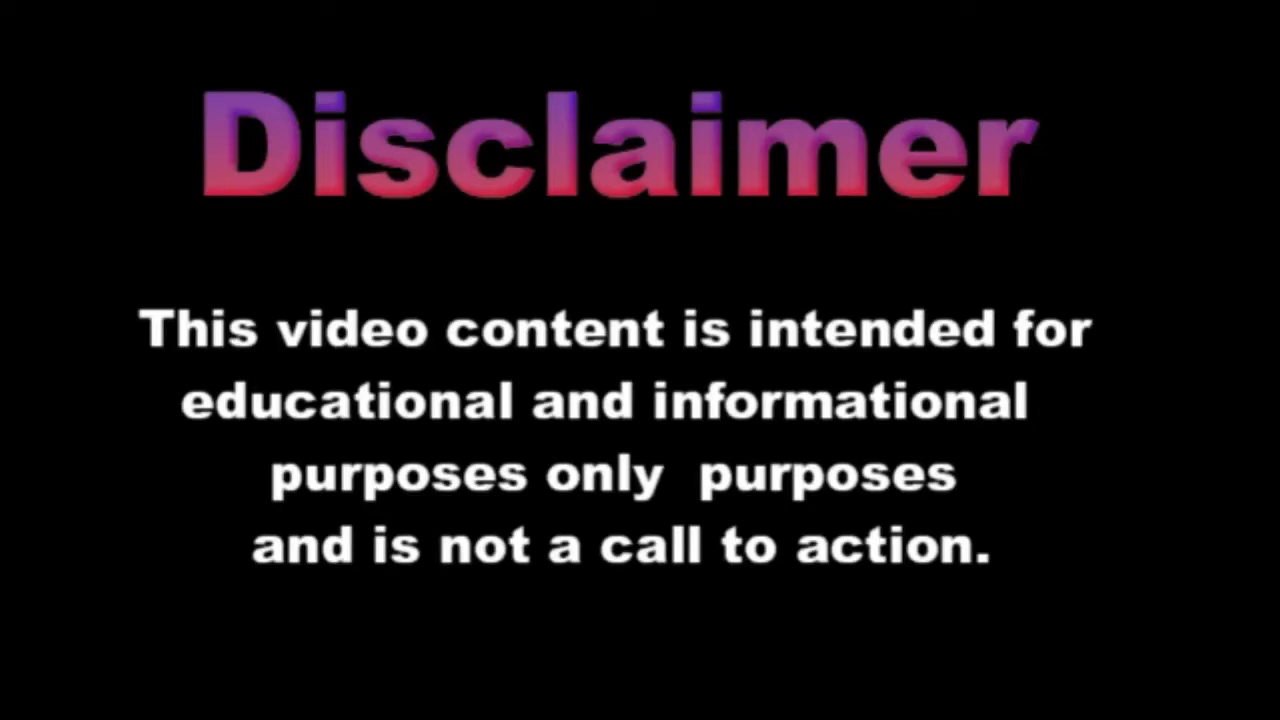 Disclaimer
This video content is intended for
educational and informational
purposes only  purposes
and is not a call to action.